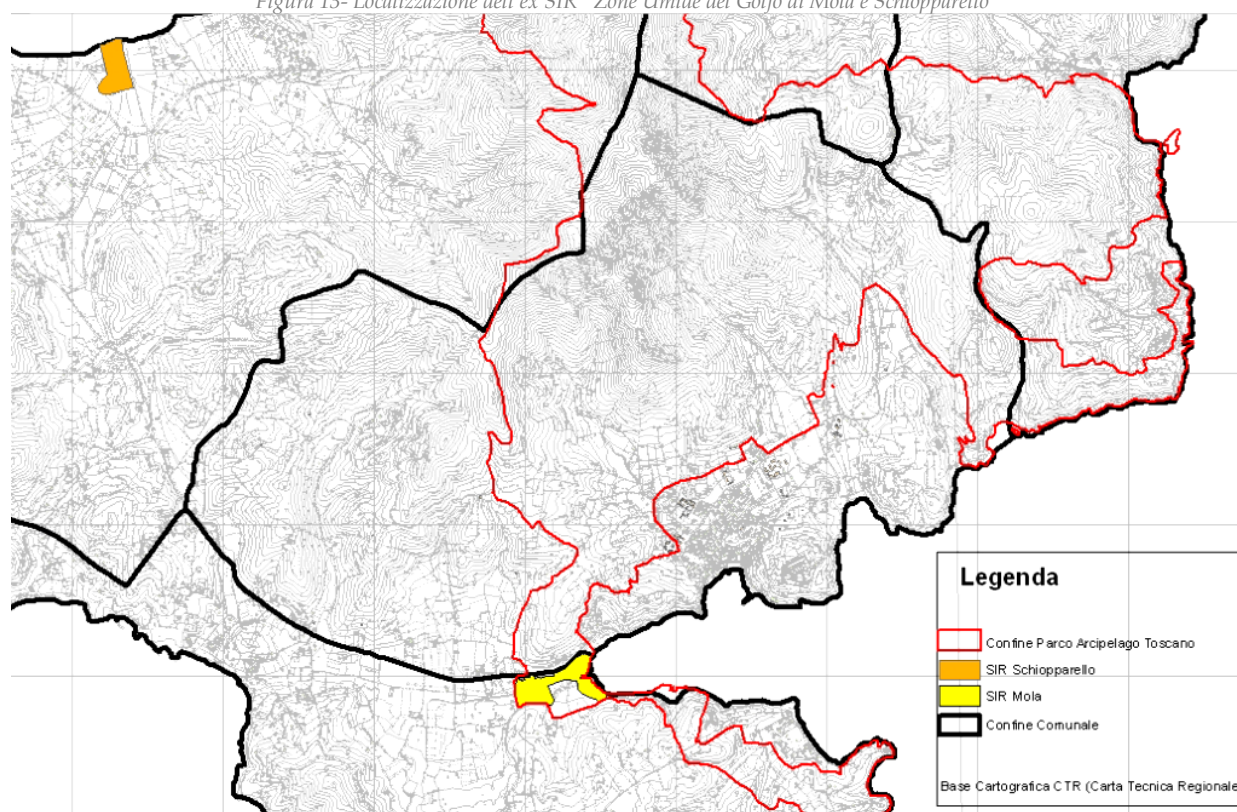 Figura 13- Localizzazione dell'ex SIR "Zone Umide del Golfo di Mola e Schiopparello"
Legenda
Confine Parco Arcipelago Toscano
SIR Schiopparello
SIR Mola
Confine Comunale
Base Cartografica CTR (Carta Tecnica Regionale